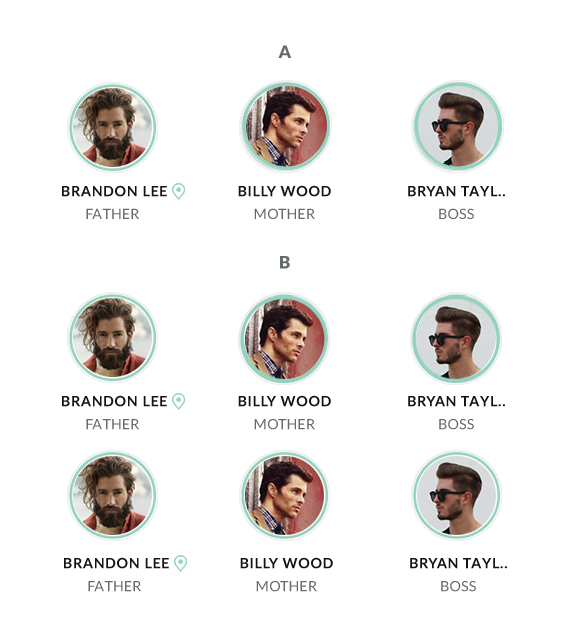 A
BRANDON LEE BILLY WOOD BRYAN TAYL..
FATHER MOTHER BOSS
B
BRANDON LEE BILLY WOOD BRYAN TAYL..
FATHER MOTHER BOSS
BRANDON LEE BILLY WOOD BRYAN TAYL..
FATHER MOTHER BOSS